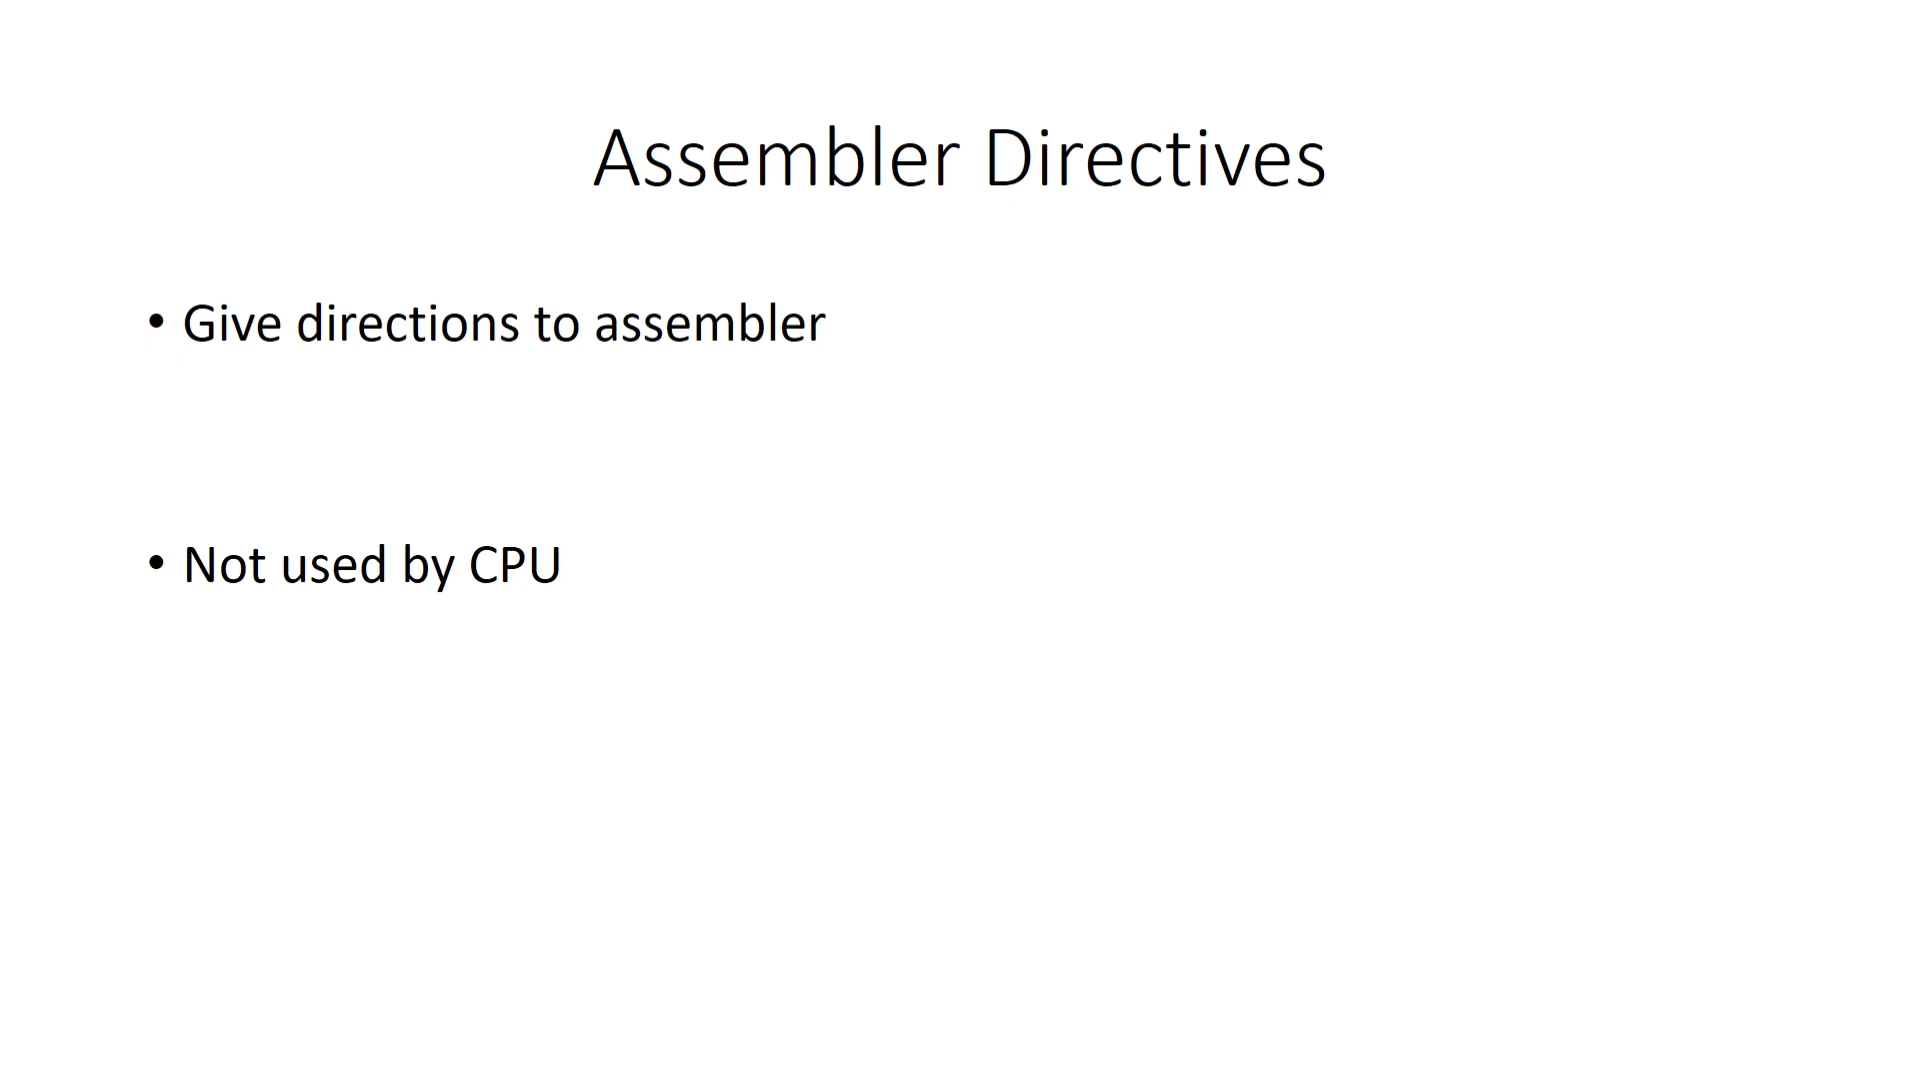 Assembler Directives
• Give directions to assembler
• Not used by CPU